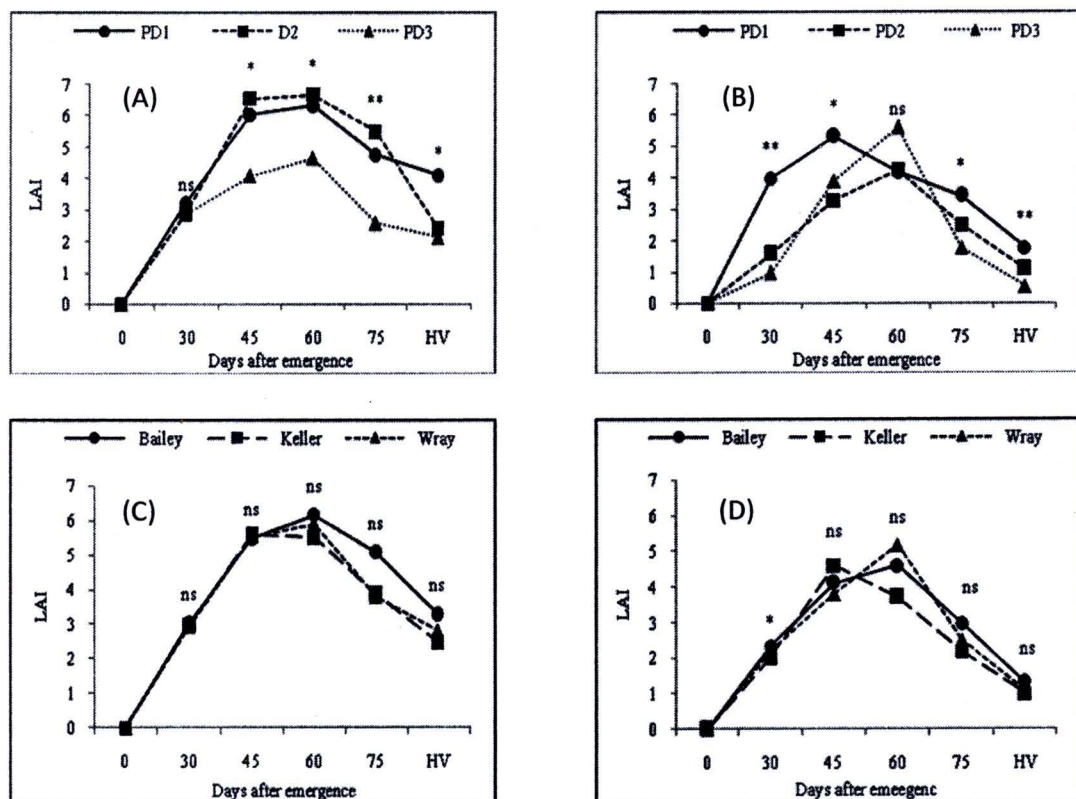 PD1 D2 PD3
(A)
LAI
7
6
5
4
3
2
1
0
ns * * ** *
0 30 45 60 75 HV
Days after emergence
PD1 PD2 PD3
(B)
LAI
7
6
5
4
3
2
1
0
** * ns * **
0 30 45 60 75 HV
Days after emergence
Bailey Keller Wray
(C)
LAI
7
6
5
4
3
2
1
0
ns ns ns ns ns
0 30 45 60 75 HV
Days after emergence
Bailey Keller Wray
(D)
LAI
7
6
5
4
3
2
1
0
* ns ns ns ns
0 30 45 60 75 HV
Days after emeegenc